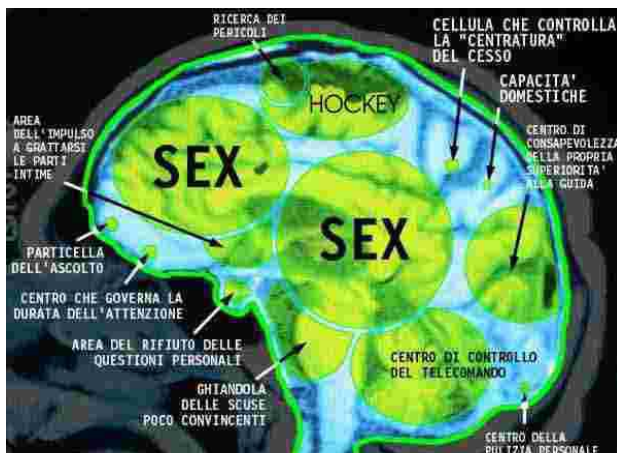 RICERCA DEI
PERICOLI
CELLULA CHE CONTROLLA
LA "CENTRATURA"
DEL CESSO
HOCKEY
CAPACITA'
DOMESTICHE
AREA
DELL'IMPULSO
A GRATTARSI
LE PARTI
INTIME
CENTRO DI
CONSAPEVOLEZZA
DELLA PROPRIA
SUPERIORITA'
ALLA GUIDA
SEX
SEX
PARTICELLA
DELL'ASCOLTO
CENTRO CHE GOVERNA LA
DURATA DELL'ATTENZIONE
AREA DEL RIFIUTO DELLE
QUESTIONI PERSONALI
GHIANDOLA
DELLE SCUSE
POCO CONVINCENTI
CENTRO DI CONTROLLO
DEL TELECOMANDO
CENTRO DELLA
PULIZIA PERSONALE